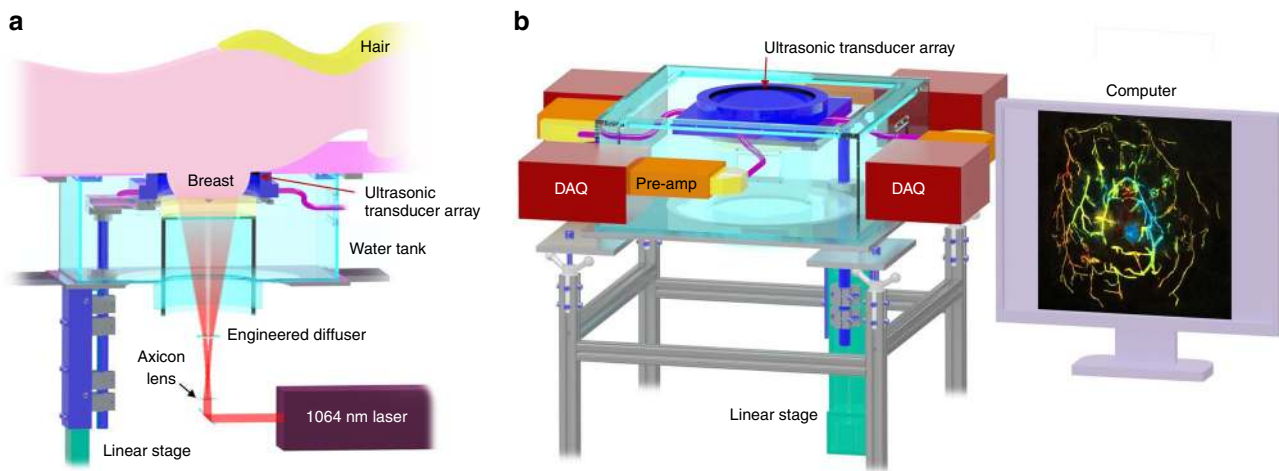 a
Hair
Breast
Ultrasonic
transducer array
Water tank
Engineered diffuser
Axicon
lens
1064 nm laser
Linear stage
b
Ultrasonic transducer array
Computer
DAQ
Pre-amp
DAQ
Linear stage